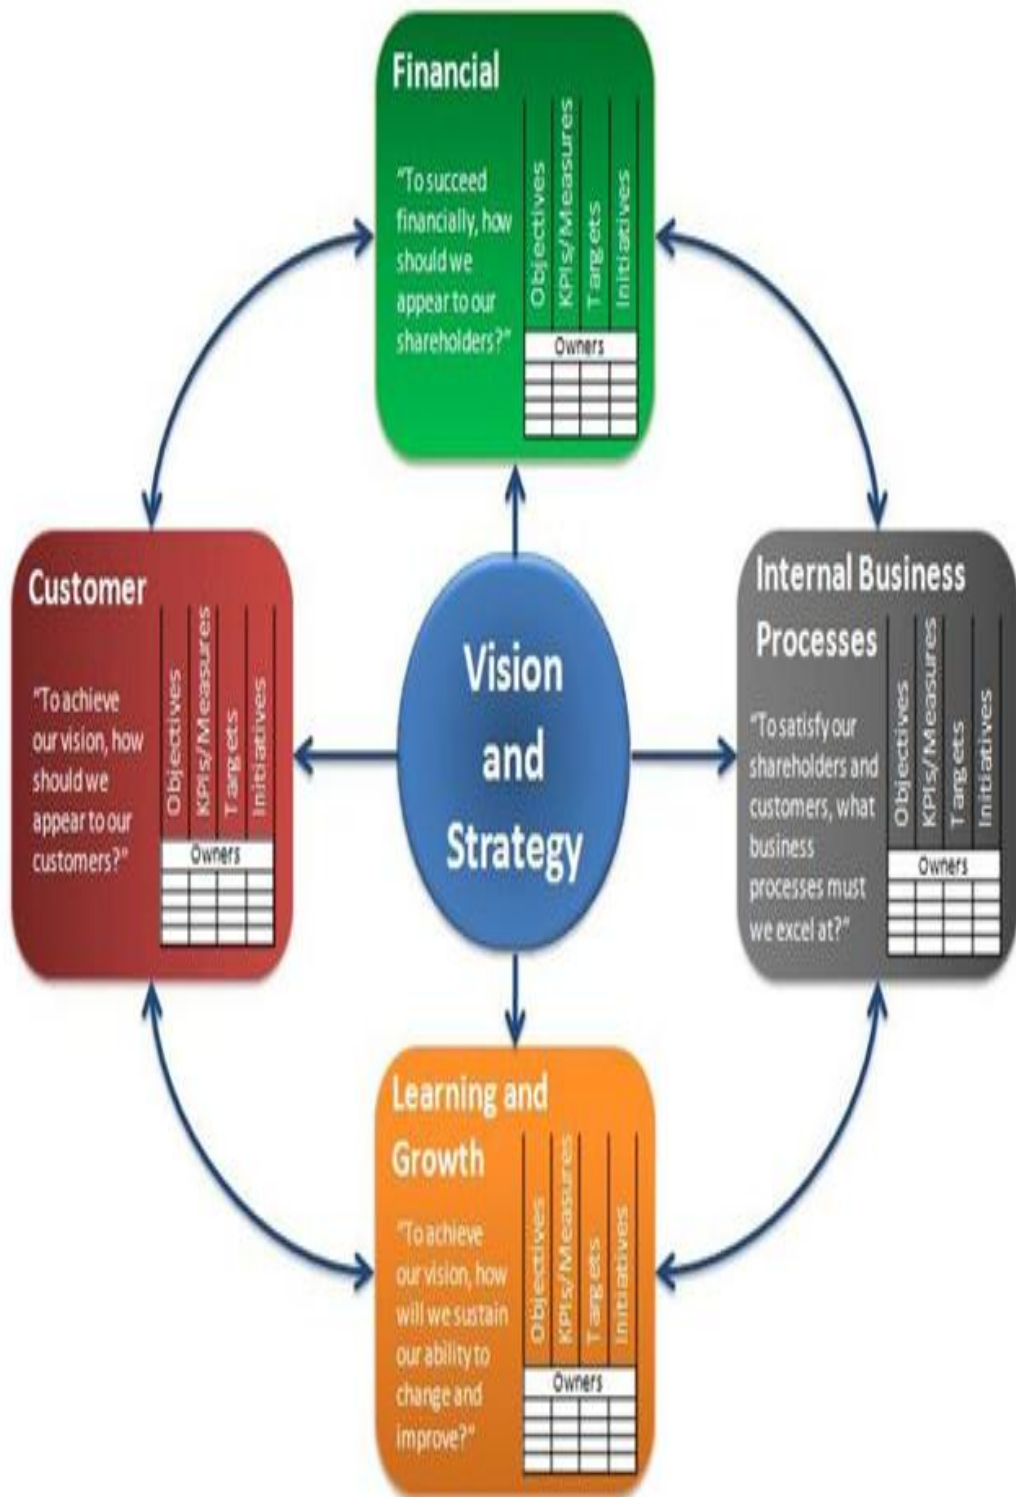 Financial
"To succeed
financially, how
should we
appear to our
shareholders?"
Objectives
KPIs/Measures
Targets
Initiatives
Owners
Customer
"To achieve
our vision, how
should we
appear to our
customers?"
Objectives
KPIs/Measures
Targets
Initiatives
Owners
Vision
and
Strategy
Internal Business
Processes
"To satisfy our
shareholders and
customers, what
business
processes must
we excel at?"
Objectives
KPIs/Measures
Targets
Initiatives
Owners
Learning and
Growth
"To achieve
our vision, how
will we sustain
our ability to
change and
improve?"
Objectives
KPIs/Measures
Targets
Initiatives
Owners